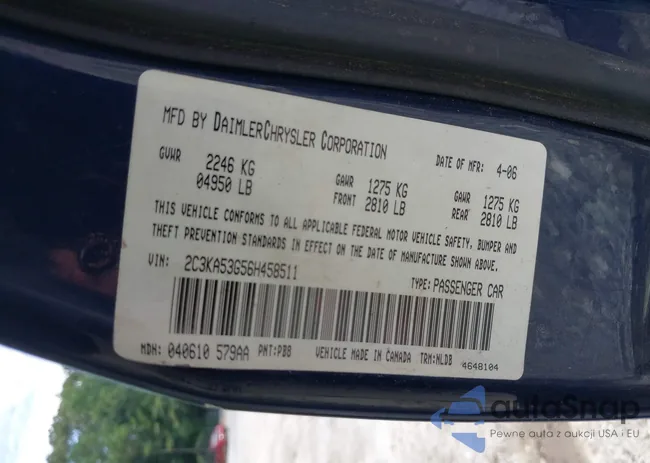 MFD BY DAIMLERCHRYSLER CORPORATION
DATE OF MFR: 4-06
GVWR 2246 KG
04950 LB
GAWR FRONT 1275 KG
2810 LB
GAWR REAR 1275 KG
2810 LB
THIS VEHICLE CONFORMS TO ALL APPLICABLE FEDERAL MOTOR VEHICLE SAFETY, BUMPER AND
THEFT PREVENTION STANDARDS IN EFFECT ON THE DATE OF MANUFACTURE SHOWN ABOVE.
VIN: 2C3KA53G56H458511
TYPE: PASSENGER CAR
MDH: 040610 579AA PNT: PB8 VEHICLE MADE IN CANADA TRM: NLDB 4648104
autoSnap
Pewne auta z aukcji USA i EU